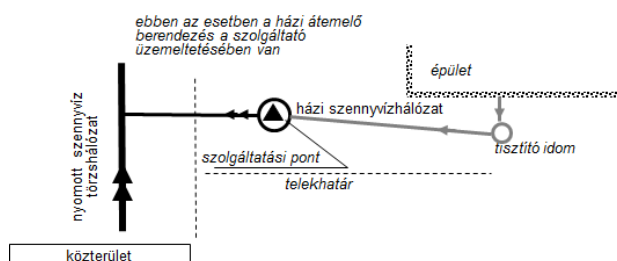 ebben az esetben a házi átemelő
berendezés a szolgáltató
üzemeltetésében van
épület
házi szennyvízhálózat
tisztító idom
szolgáltatási pont
telekhatár
nyomott szennyvíz
törzshálózat
közterület